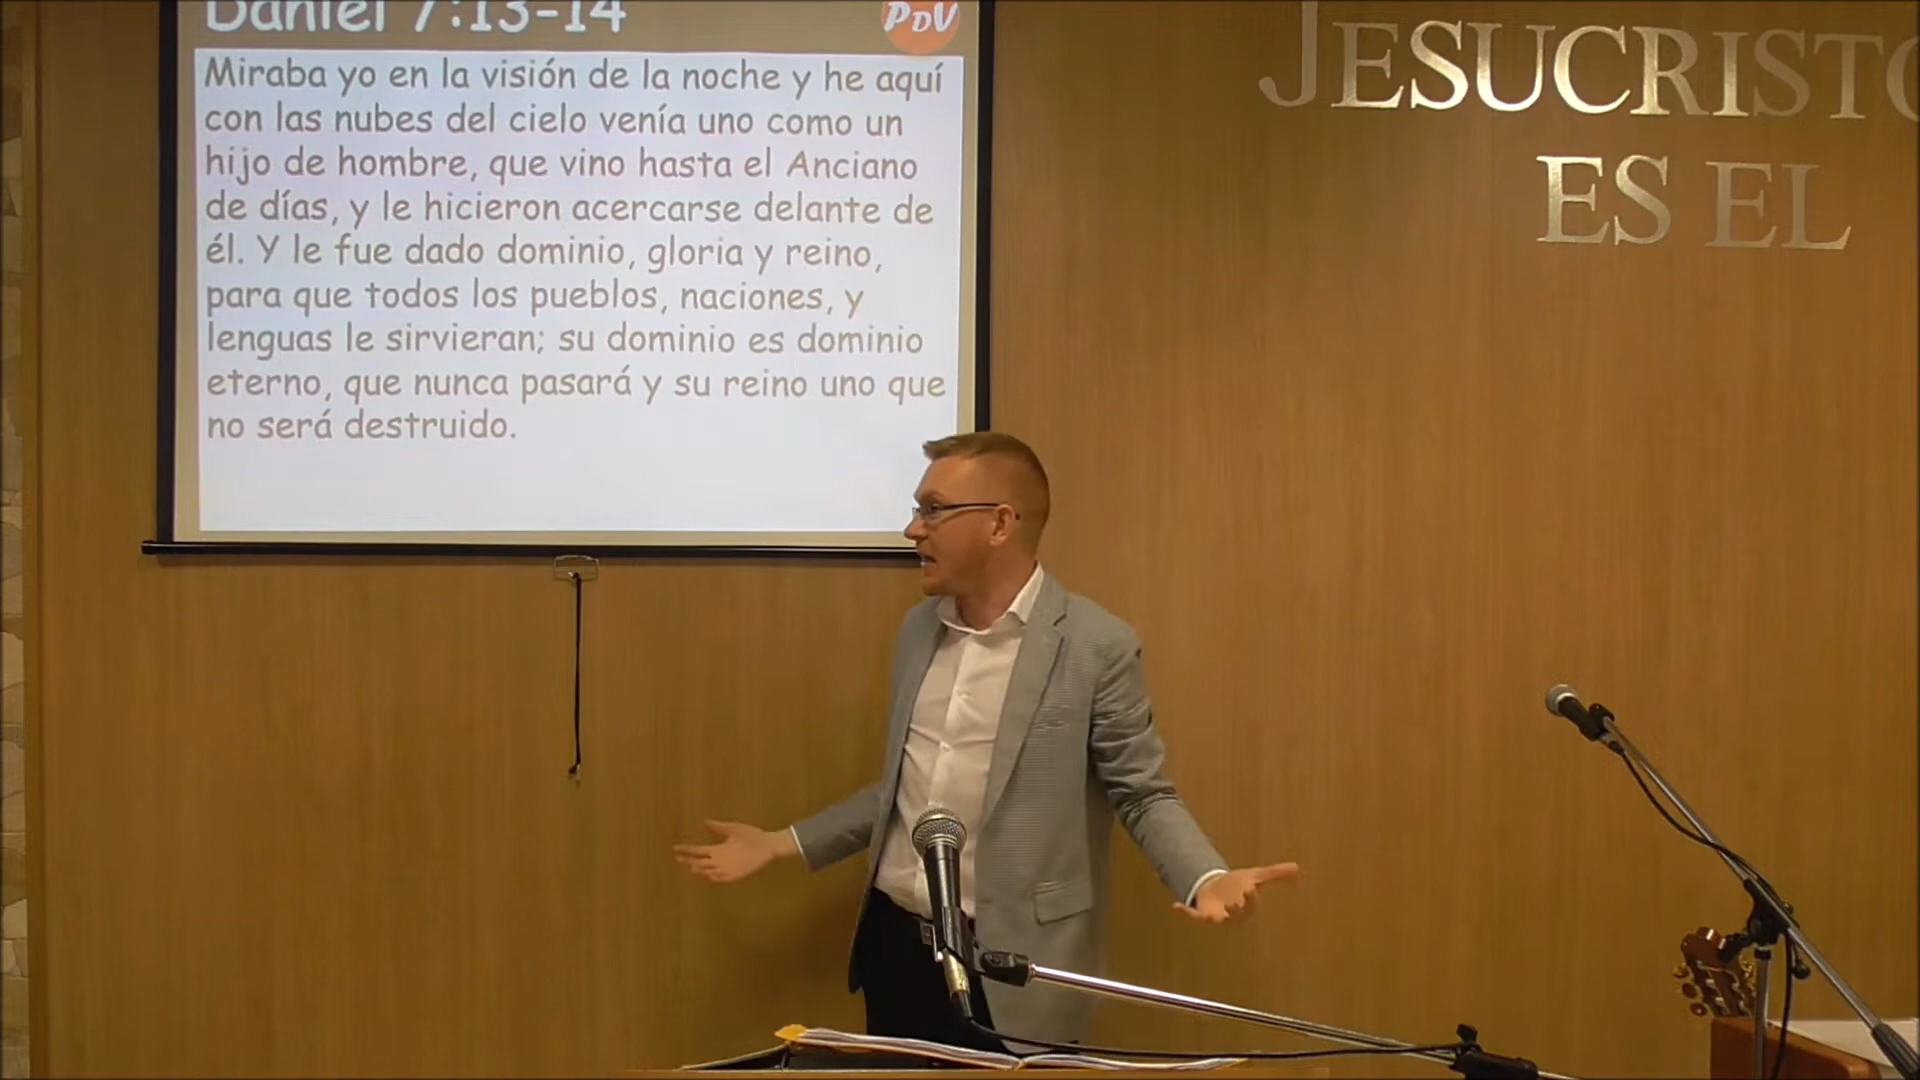 Daniel 7:13-14
PDV
Miraba yo en la visión de la noche y he aquí
con las nubes del cielo venía uno como un
hijo de hombre, que vino hasta el Anciano
de días, y le hicieron acercarse delante de
él. Y le fue dado dominio, gloria y reino,
para que todos los pueblos, naciones, y
lenguas le sirvieran; su dominio es dominio
eterno, que nunca pasará y su reino uno que
no será destruido.
JESUCRISTO
ES EL